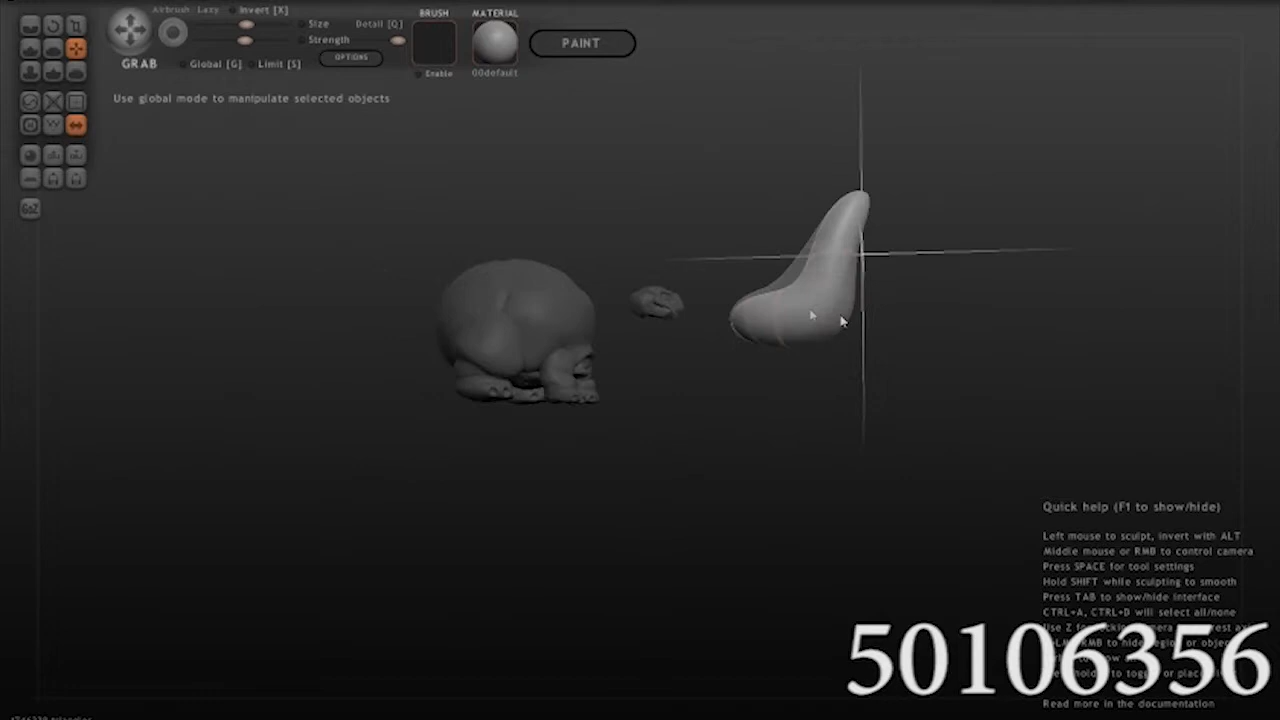 Airbrush Lazy Invert [X]
Size Detail [Q]
Strength
GRAB Global [G] Limit [S] OPTIONS
BRUSH
Enable
MATERIAL
00default
PAINT
Use global mode to manipulate selected objects
GoZ
Quick help (F1 to show/hide)
Left mouse to sculpt, invert with ALT
Middle mouse or RMB to control camera
Press SPACE for tool settings
Hold SHIFT while sculpting to smooth
Press TAB to show/hide interface
CTRL+A, CTRL+D will select all/none
50106356
Read more in the documentation
triangles